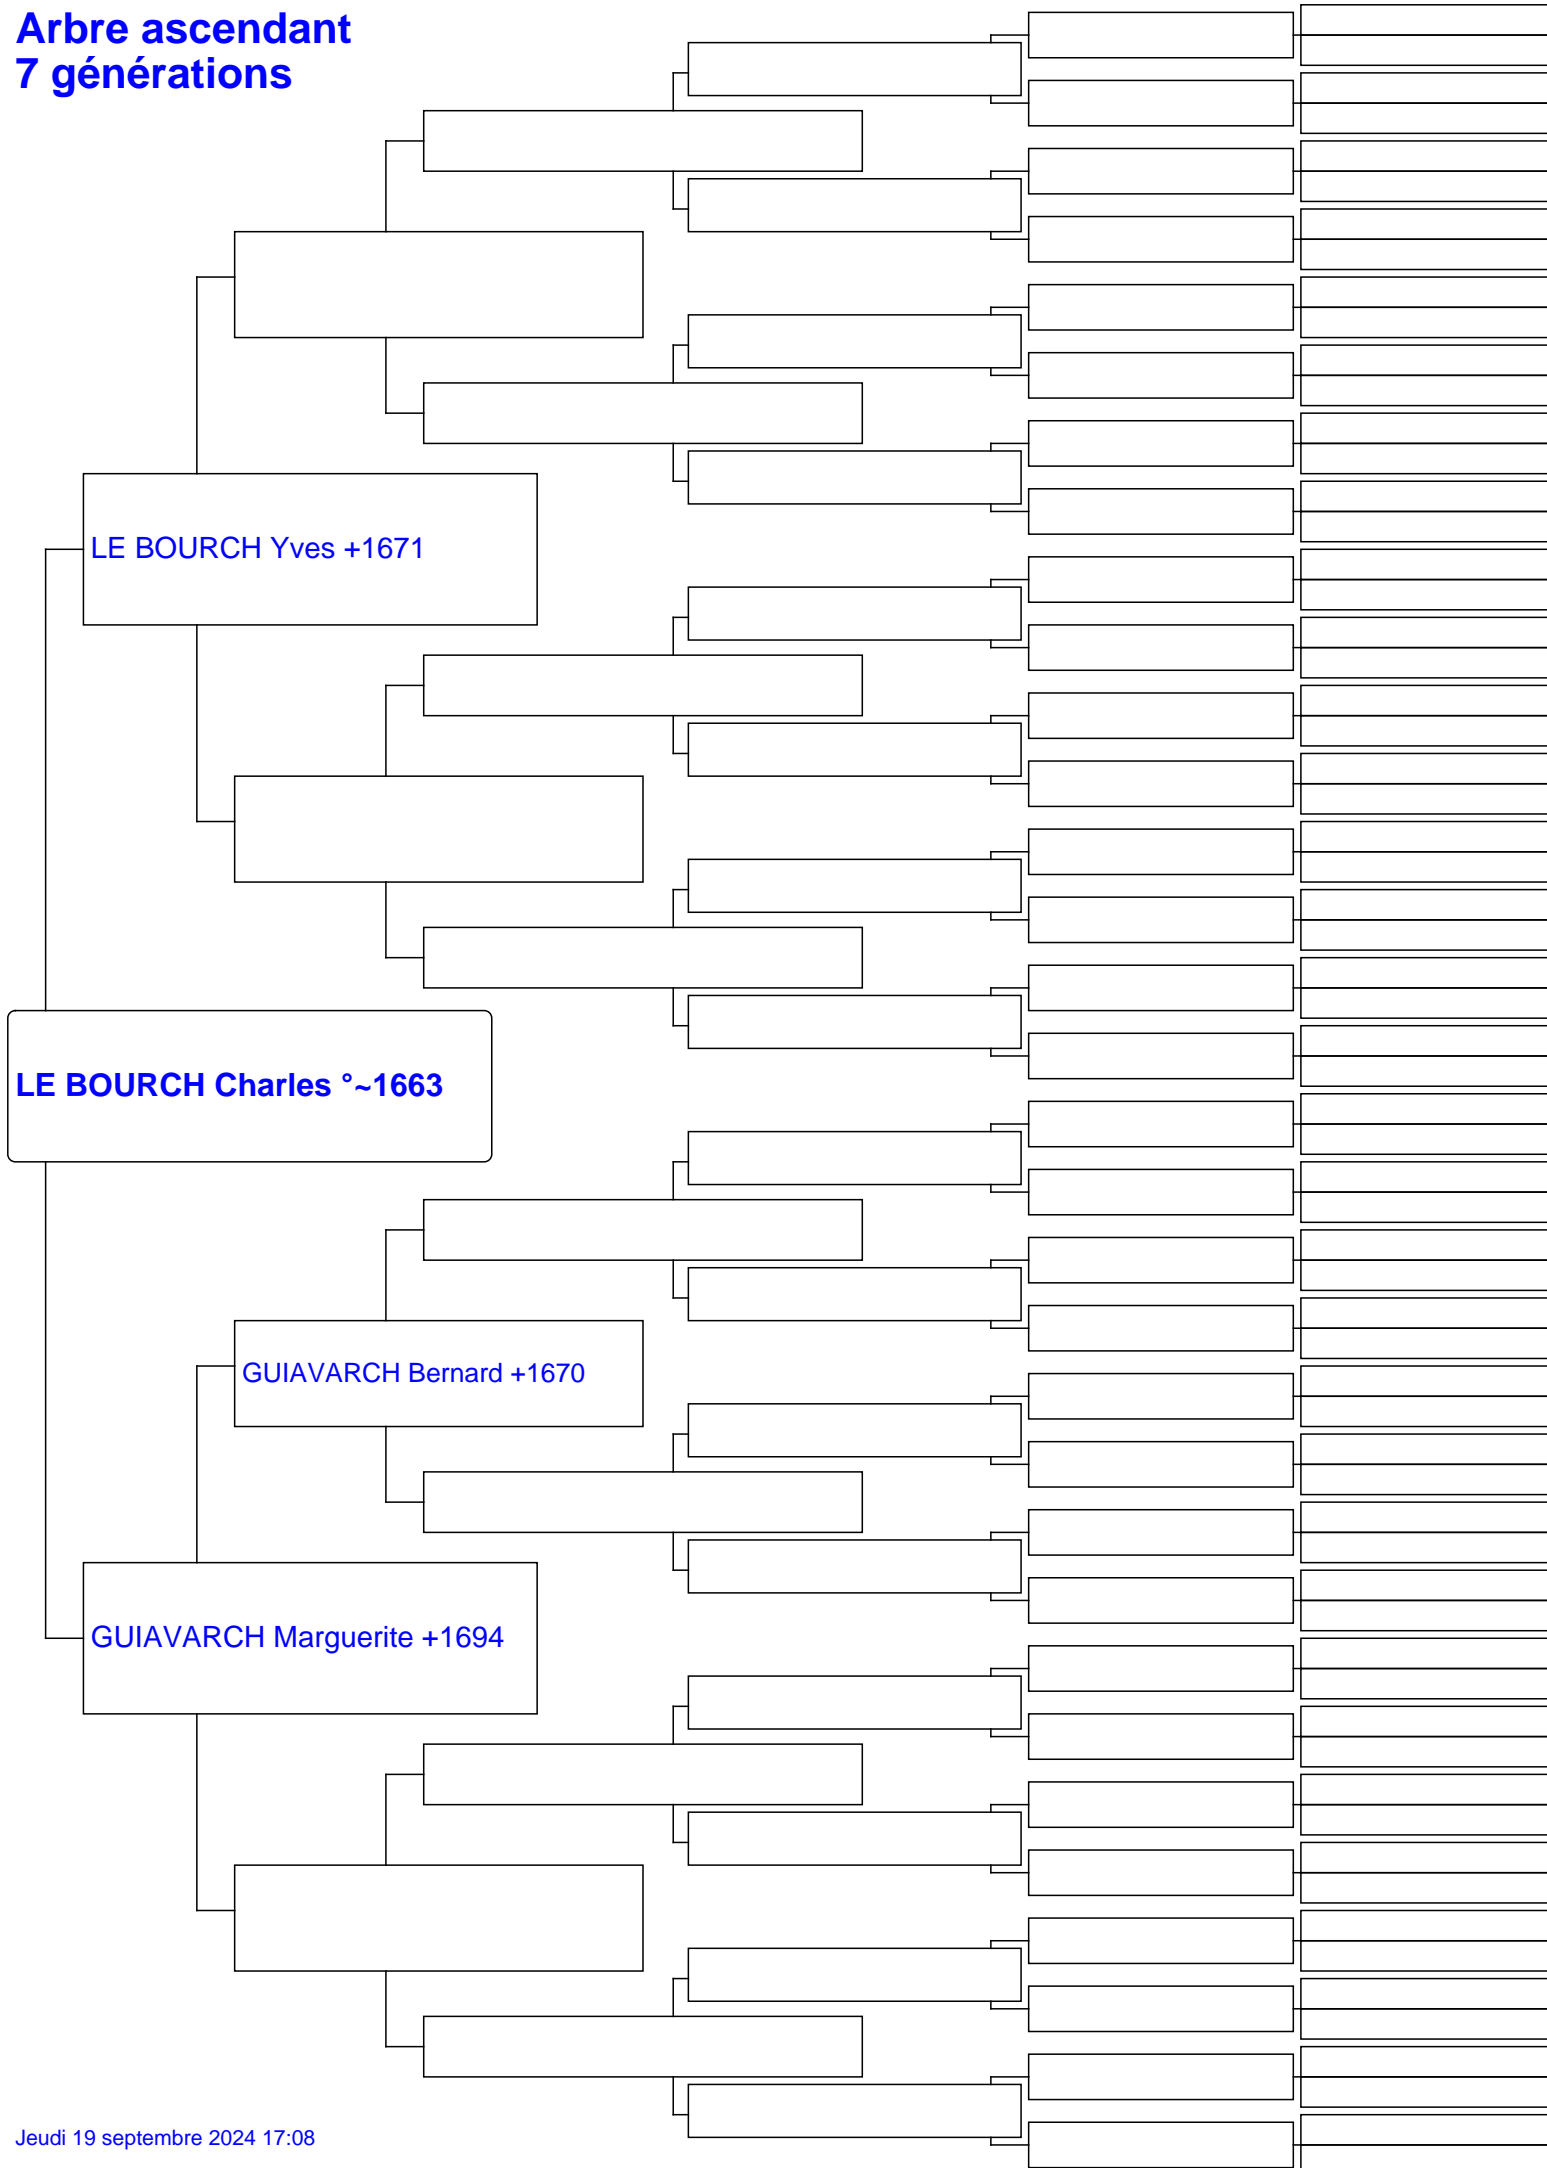 Arbre ascendant
7 générations
LE BOURCH Yves +1671
LE BOURCH Charles °~1663
GUIAVARCH Bernard +1670
GUIAVARCH Marguerite +1694
Jeudi 19 septembre 2024 17:08